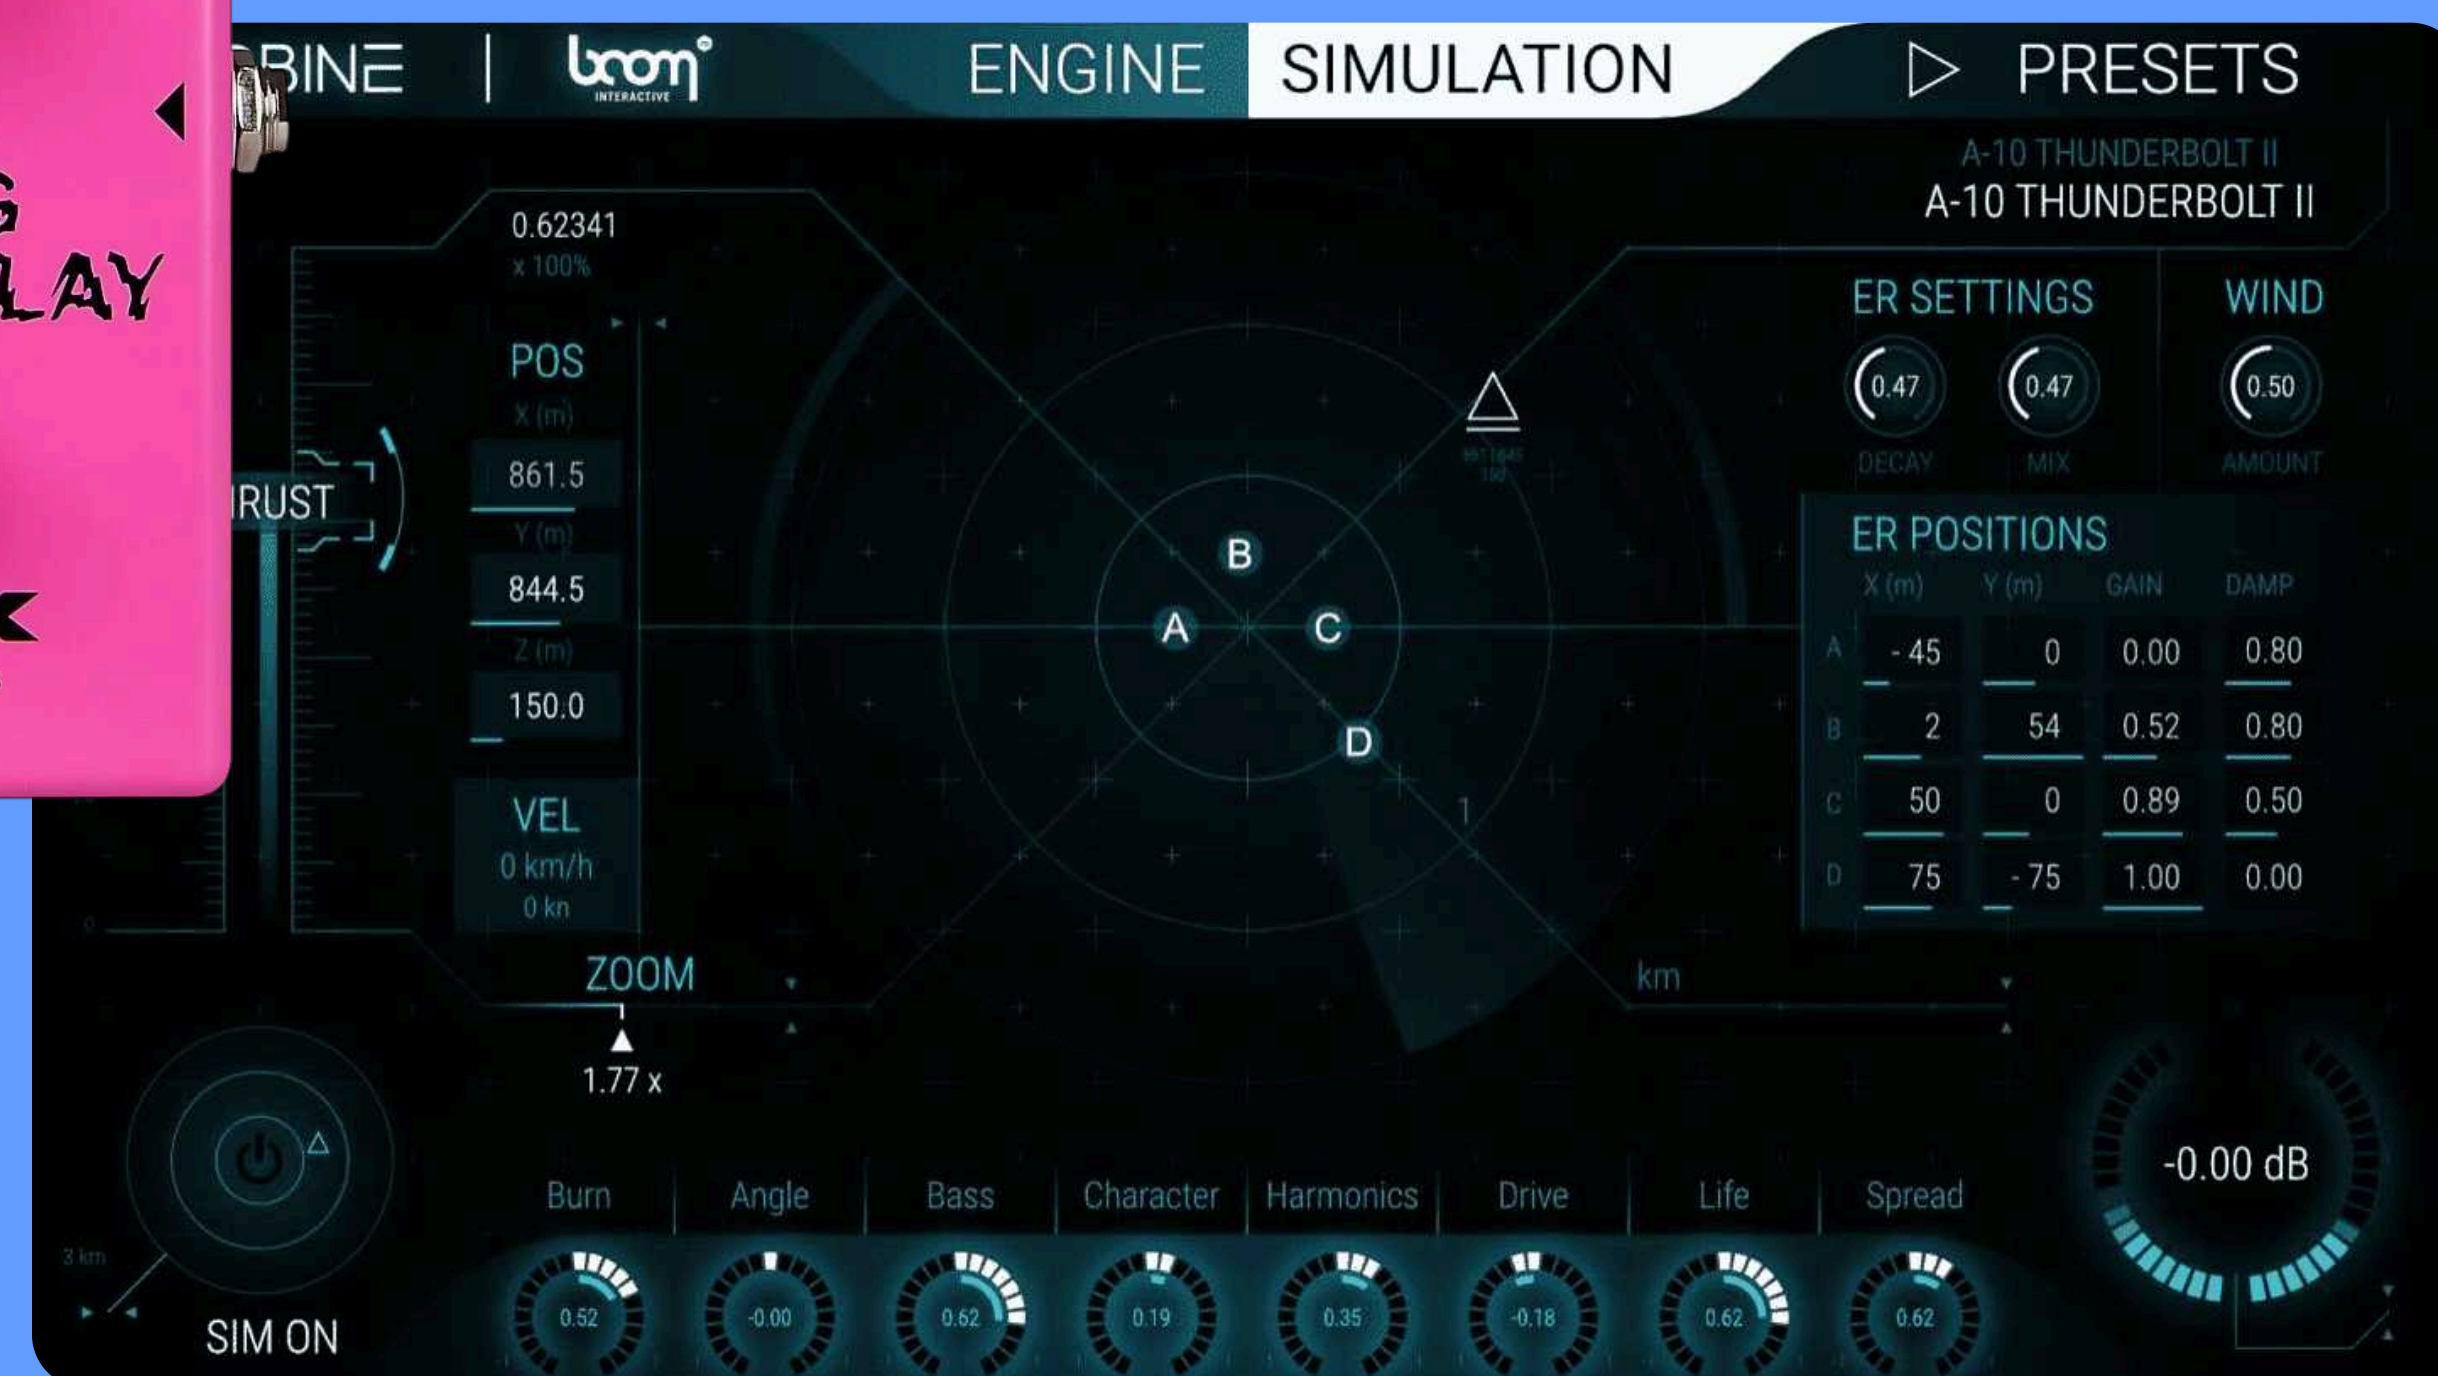 BINE
boom
INTERACTIVE
ENGINE
SIMULATION
PRESETS
LAY
A-10 THUNDERBOLT II
A-10 THUNDERBOLT II
0.62341
x 100%
POS
X (m)
861.5
Y (m)
844.5
Z (m)
150.0
VEL
0 km/h
0 kn
RUST
ZOOM
1.77 x
B
A
C
D
1
km
ER SETTINGS
WIND
0.47
0.47
0.50
DECAY
MIX
AMOUNT
ER POSITIONS
X (m) Y (m) GAIN DAMP
A - 45 0 0.00 0.80
B 2 54 0.52 0.80
C 50 0 0.89 0.50
D 75 - 75 1.00 0.00
0
3 km
SIM ON
Burn Angle Bass Character Harmonics Drive Life Spread
0.52 -0.00 0.62 0.19 0.35 -0.18 0.62 0.62
-0.00 dB